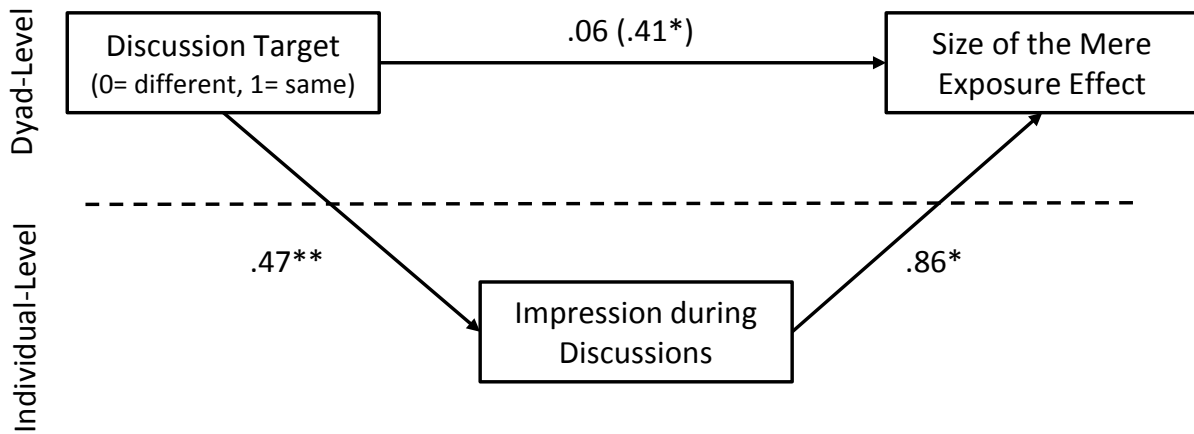 Dyad-Level
Discussion Target
(0= different, 1= same)
.06 (.41*)
Size of the Mere
Exposure Effect
Individual-Level
.47**
.86*
Impression during
Discussions